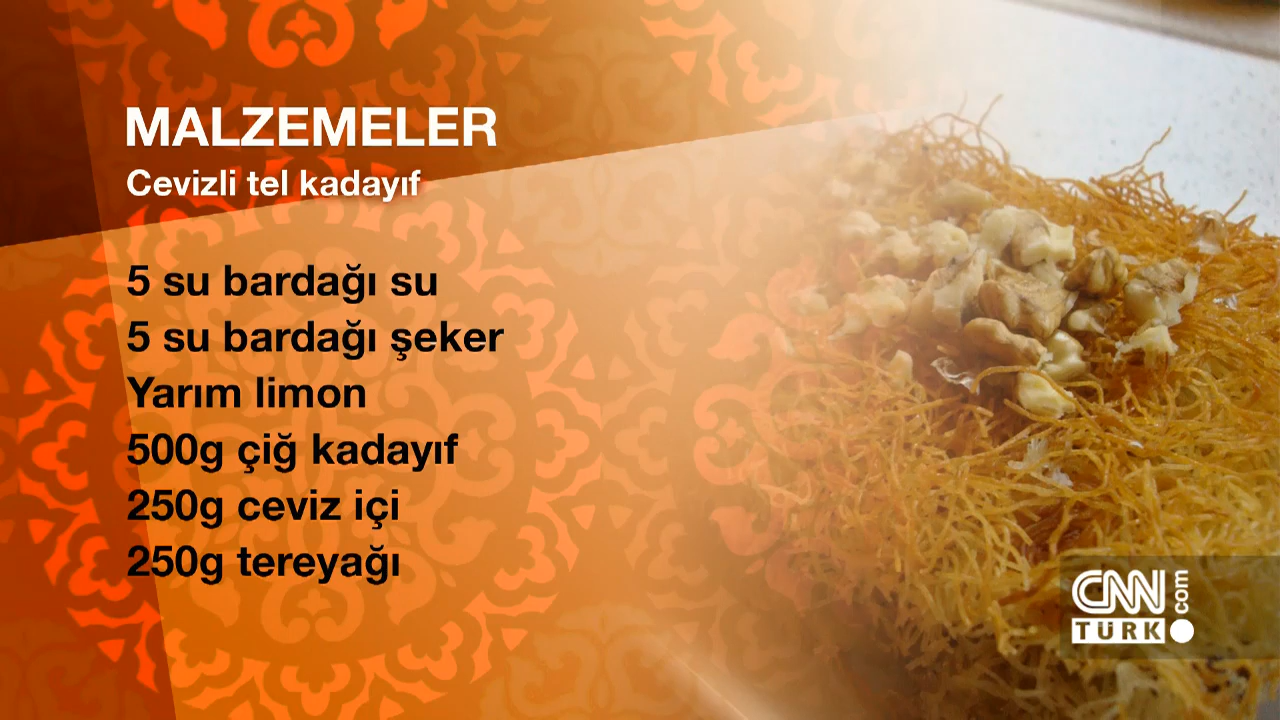 MALZEMELER
Cevizli tel kadayıf
5 su bardağı su
5 su bardağı şeker
Yarım limon
500g çiğ kadayıf
250g ceviz içi
250g tereyağı
CNN
TURK
.com